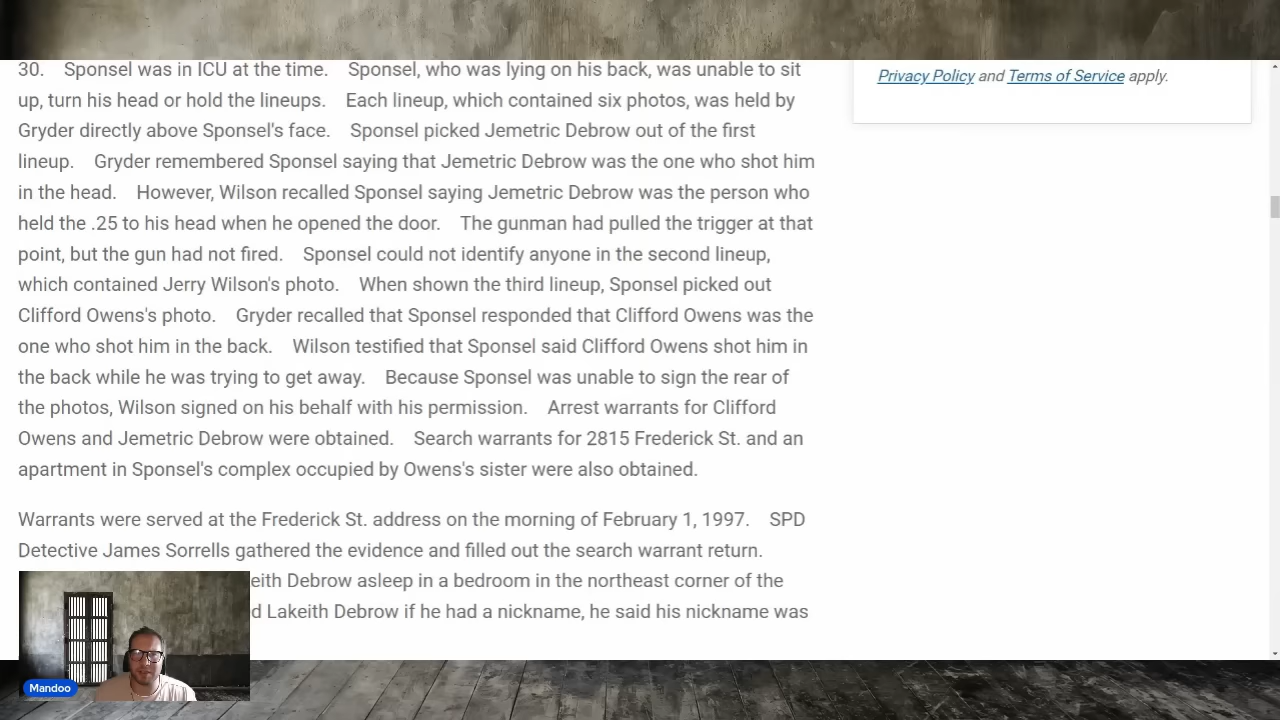 30. Sponsel was in ICU at the time. Sponsel, who was lying on his back, was unable to sit
up, turn his head or hold the lineups. Each lineup, which contained six photos, was held by
Gryder directly above Sponsel's face. Sponsel picked Jemetric Debrow out of the first
lineup. Gryder remembered Sponsel saying that Jemetric Debrow was the one who shot him
in the head. However, Wilson recalled Sponsel saying Jemetric Debrow was the person who
held the .25 to his head when he opened the door. The gunman had pulled the trigger at that
point, but the gun had not fired. Sponsel could not identify anyone in the second lineup,
which contained Jerry Wilson's photo. When shown the third lineup, Sponsel picked out
Clifford Owens's photo. Gryder recalled that Sponsel responded that Clifford Owens was the
one who shot him in the back. Wilson testified that Sponsel said Clifford Owens shot him in
the back while he was trying to get away. Because Sponsel was unable to sign the rear of
the photos, Wilson signed on his behalf with his permission. Arrest warrants for Clifford
Owens and Jemetric Debrow were obtained. Search warrants for 2815 Frederick St. and an
apartment in Sponsel's complex occupied by Owens's sister were also obtained.
Warrants were served at the Frederick St. address on the morning of February 1, 1997. SPD
Detective James Sorrells gathered the evidence and filled out the search warrant return.
eith Debrow asleep in a bedroom in the northeast corner of the
d Lakeith Debrow if he had a nickname, he said his nickname was
Privacy Policy and Terms of Service apply.
Mandoo